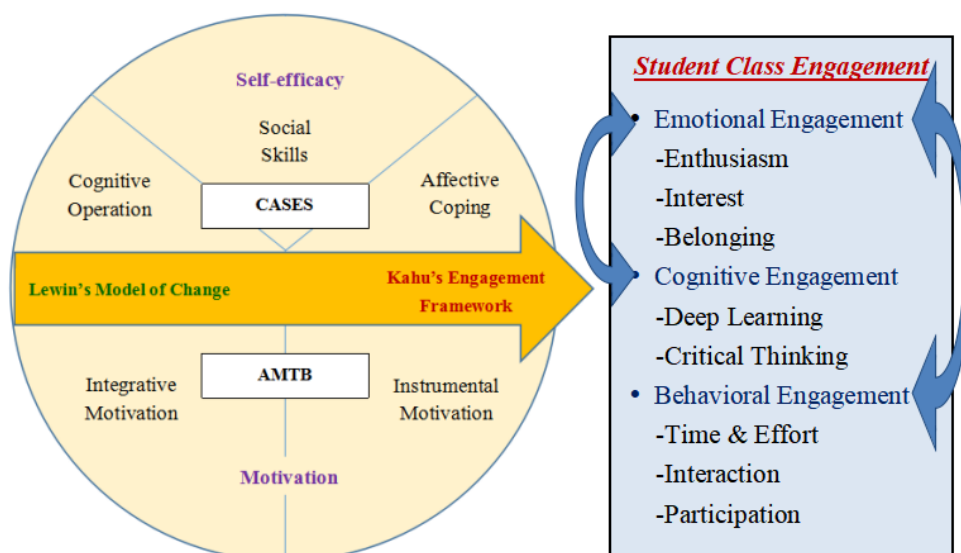 Self-efficacy
Social
Skills
Cognitive
Operation
Affective
Coping
CASES
Lewin's Model of Change
Kahu's Engagement
Framework
AMTB
Integrative
Motivation
Instrumental
Motivation
Motivation
Student Class Engagement
• Emotional Engagement
-Enthusiasm
-Interest
-Belonging
• Cognitive Engagement
-Deep Learning
-Critical Thinking
• Behavioral Engagement
-Time & Effort
-Interaction
-Participation